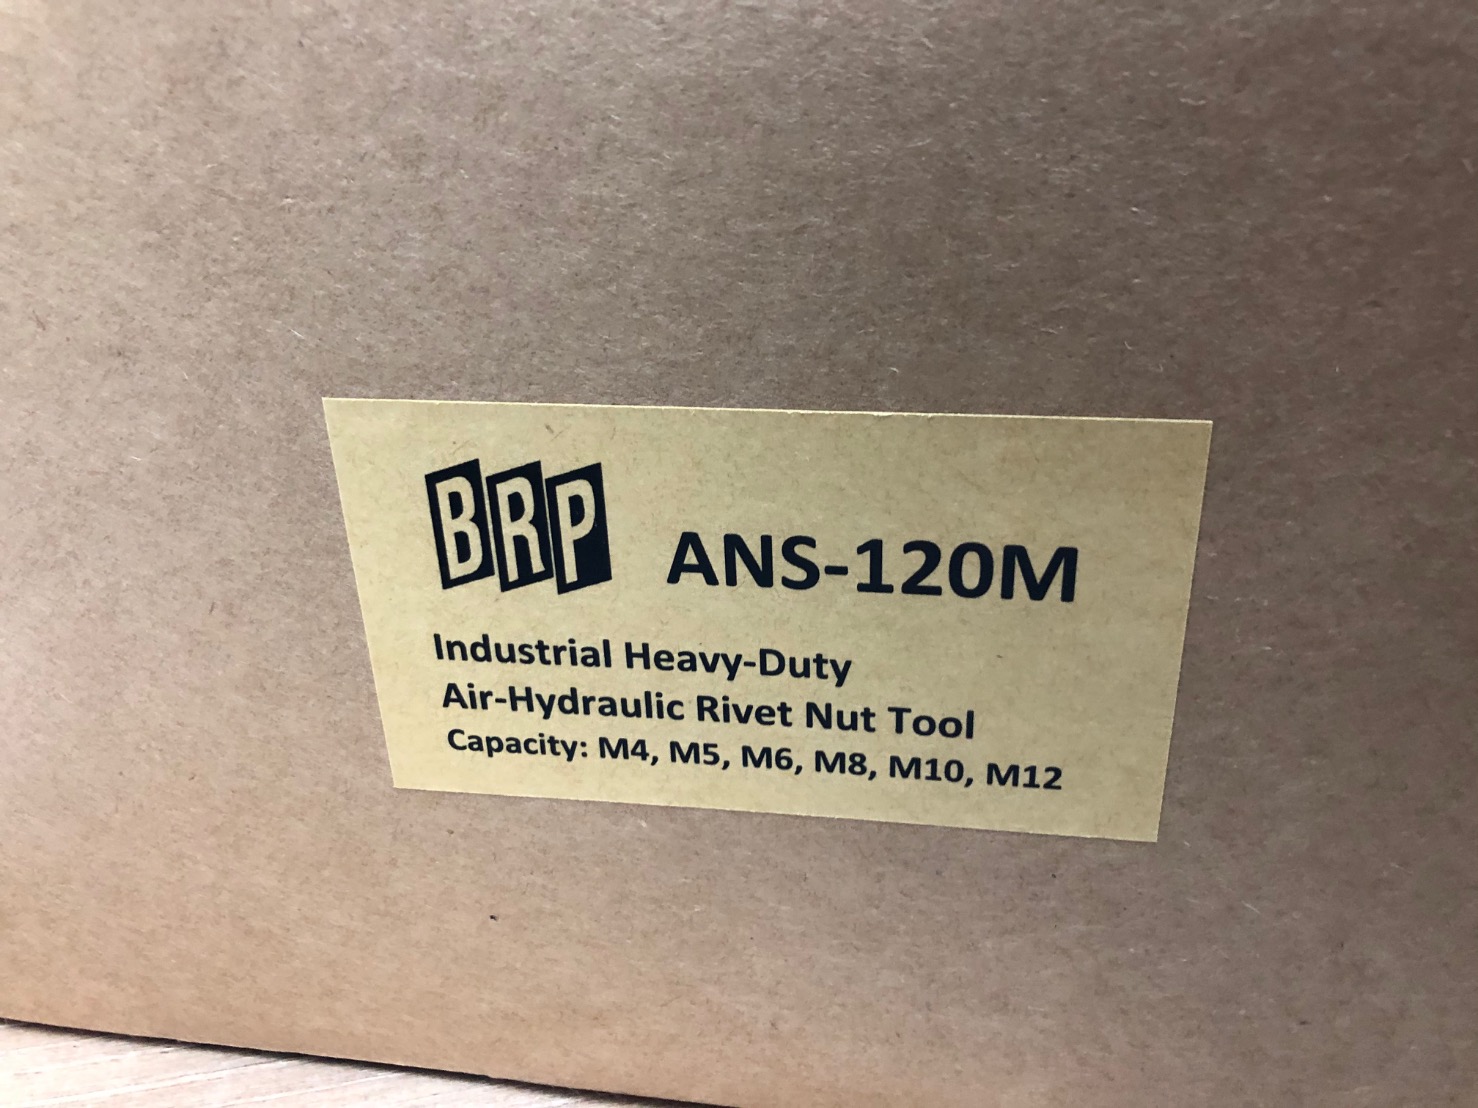 BRP ANS-120M
Industrial Heavy-Duty
Air-Hydraulic Rivet Nut Tool
Capacity: M4, M5, M6, M8, M10, M12